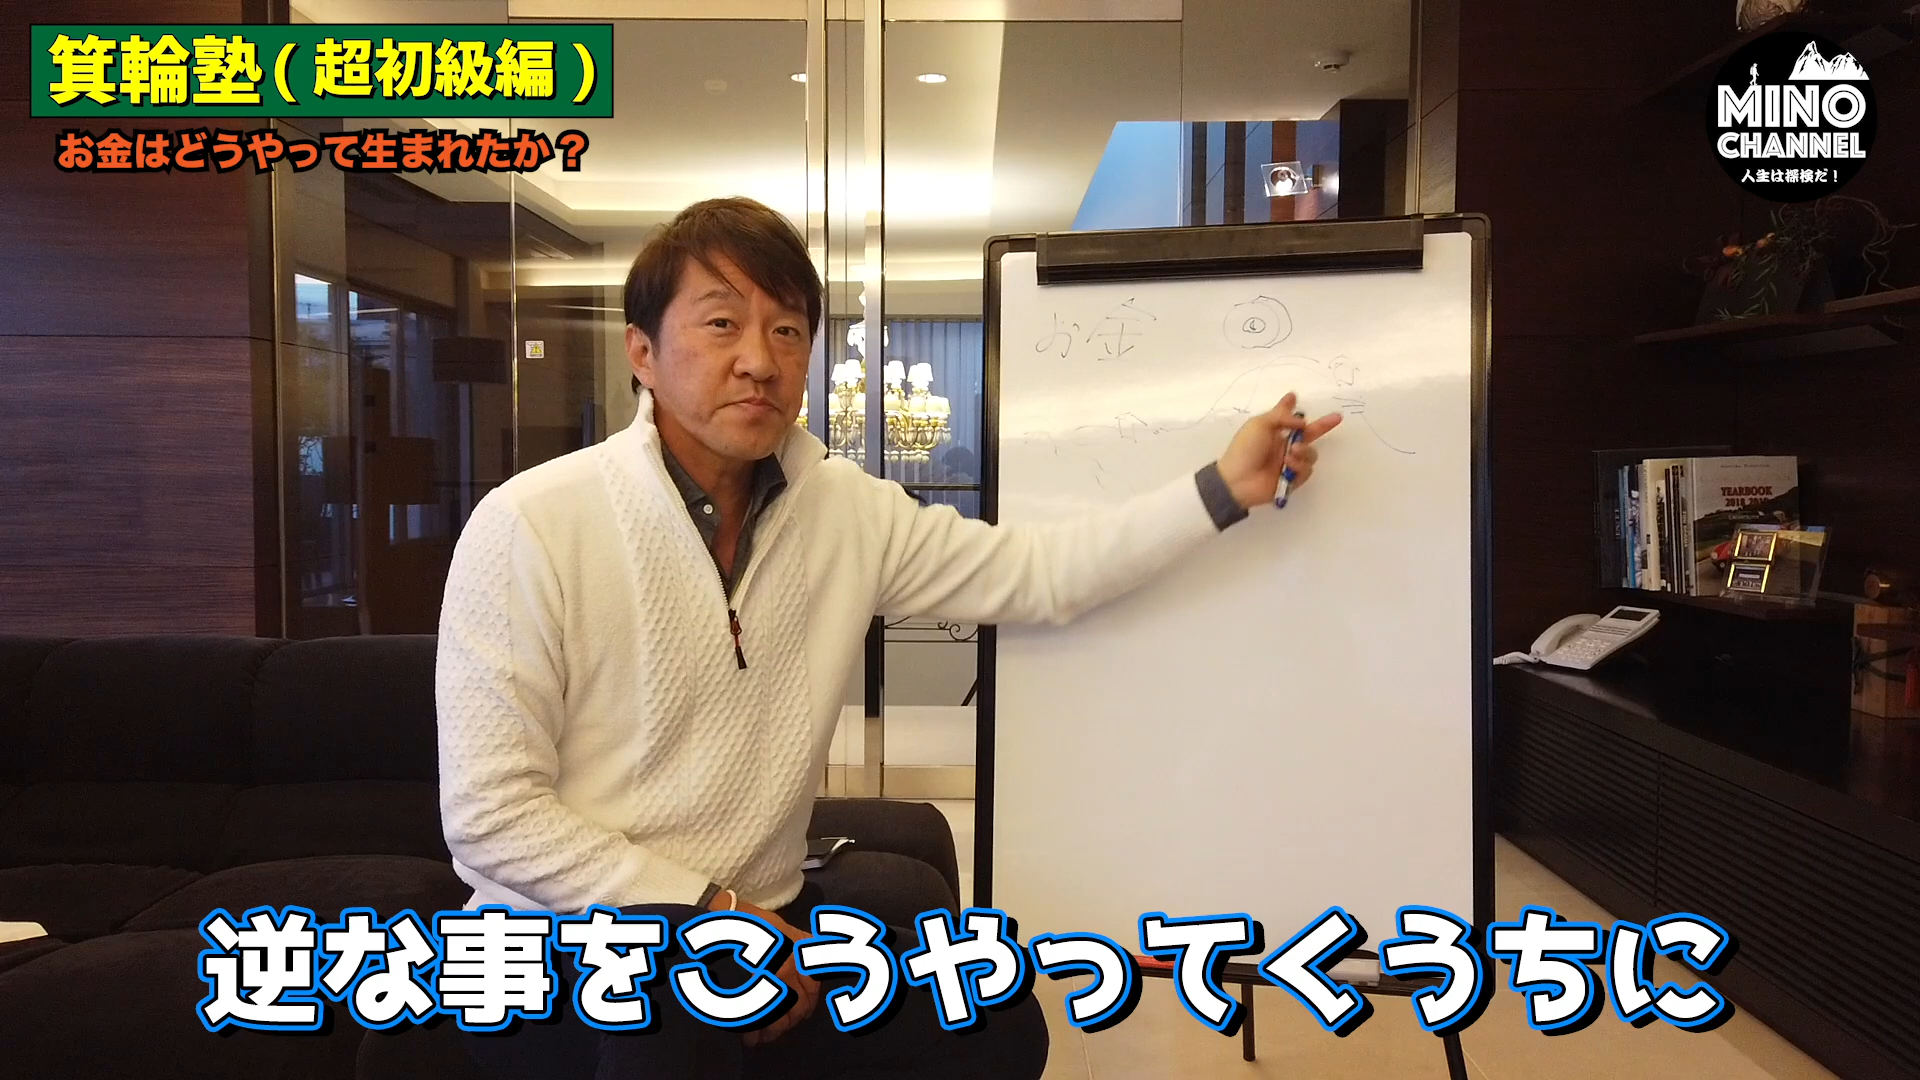 箕輪塾(超初級編)
お金はどうやって生まれたか？
MINO
CHANNEL
人生は探検だ！
お金
YEARBOOK
逆な事をこうやってくうちに